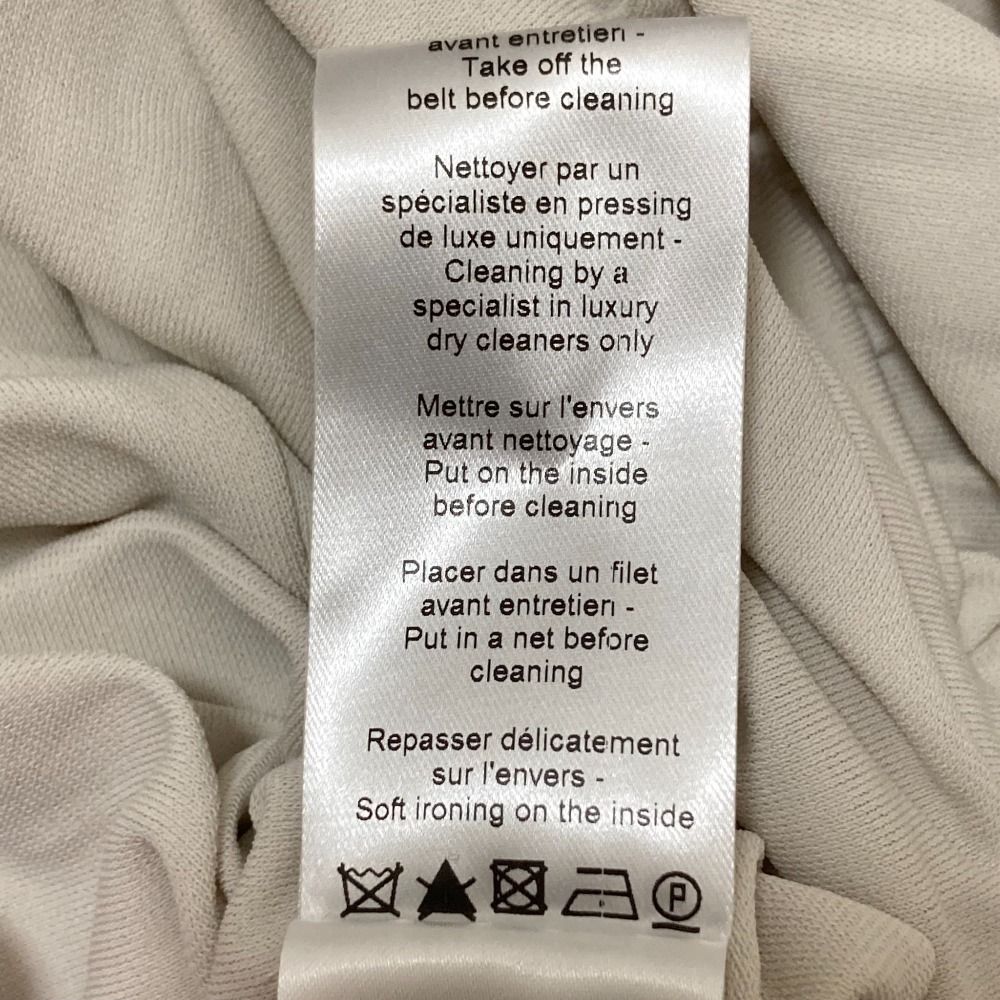 avant entretien -
Take off the
belt before cleaning
Nettoyer par un
spécialiste en pressing
de luxe uniquement -
Cleaning by a
specialist in luxury
dry cleaners only
Mettre sur l'envers
avant nettoyage -
Put on the inside
before cleaning
Placer dans un filet
avant entretien -
Put in a net before
cleaning
Repasser délicatement
sur l'envers -
Soft ironing on the inside
P